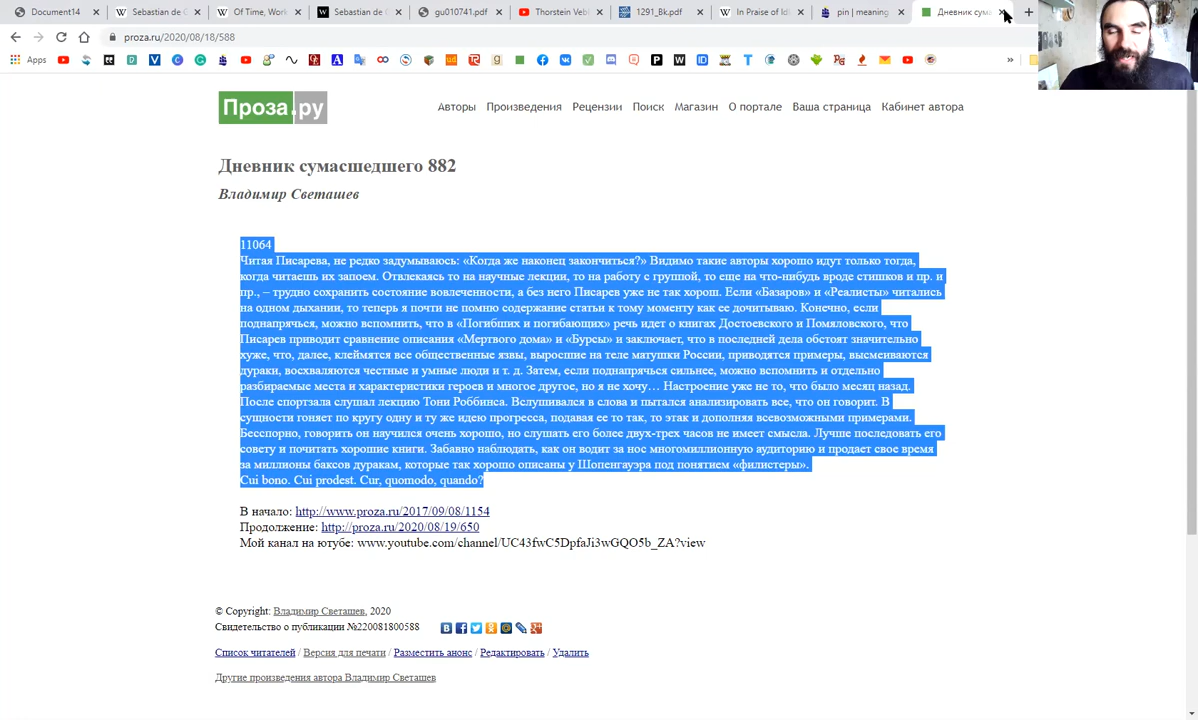 Document14
Sebastian de
Of Time, Work
Sebastian de
gu010741.pdf
Thorstein Veb
1291_Bk.pdf
In Praise of Idl
pin | meaning
Дневник сума
proza.ru/2020/08/18/588
Apps
Проза.ру
Авторы Произведения Рецензии Поиск Магазин О портале Ваша страница Кабинет автора
Дневник сумасшедшего 882
Владимир Светашев
11064
Читая Писарева, не редко задумываюсь: «Когда же наконец закончиться?» Видимо такие авторы хорошо идут только тогда,
когда читаешь их запоем. Отвлекаясь то на научные лекции, то на работу с группой, то еще на что-нибудь вроде стишков и пр. и
пр., – трудно сохранить состояние вовлеченности, а без него Писарев уже не так хорош. Если «Базаров» и «Реалисты» читались
на одном дыхании, то теперь я почти не помню содержание статьи к тому моменту как ее дочитываю. Конечно, если
поднапрячься, можно вспомнить, что в «Погибших и погибающих» речь идет о книгах Достоевского и Помяловского, что
Писарев приводит сравнение описания «Мертвого дома» и «Бурсы» и заключает, что в последней дела обстоят значительно
хуже, что, далее, клеймятся все общественные язвы, выросшие на теле матушки России, приводятся примеры, высмеиваются
дураки, восхваляются честные и умные люди и т. д. Затем, если поднапрячься сильнее, можно вспомнить и отдельно
разбираемые места и характеристики героев и многое другое, но я не хочу… Настроение уже не то, что было месяц назад.
После спортзала слушал лекцию Тони Роббинса. Вслушивался в слова и пытался анализировать все, что он говорит. В
сущности гоняет по кругу одну и ту же идею прогресса, подавая ее то так, то этак и дополняя всевозможными примерами.
Бесспорно, говорить он научился очень хорошо, но слушать его более двух-трех часов не имеет смысла. Лучше последовать его
совету и почитать хорошие книги. Забавно наблюдать, как он водит за нос многомиллионную аудиторию и продает свое время
за миллионы баксов дуракам, которые так хорошо описаны у Шопенгауэра под понятием «филистеры».
Cui bono. Cui prodest. Cur, quomodo, quando?
В начало: http://www.proza.ru/2017/09/08/1154
Продолжение: http://proza.ru/2020/08/19/650
Мой канал на ютубе: www.youtube.com/channel/UC43fwC5DpfaJi3wGQO5b_ZA?view
© Copyright: Владимир Светашев, 2020
Свидетельство о публикации №220081800588
Список читателей / Версия для печати / Разместить анонс / Редактировать / Удалить
Другие произведения автора Владимир Светашев